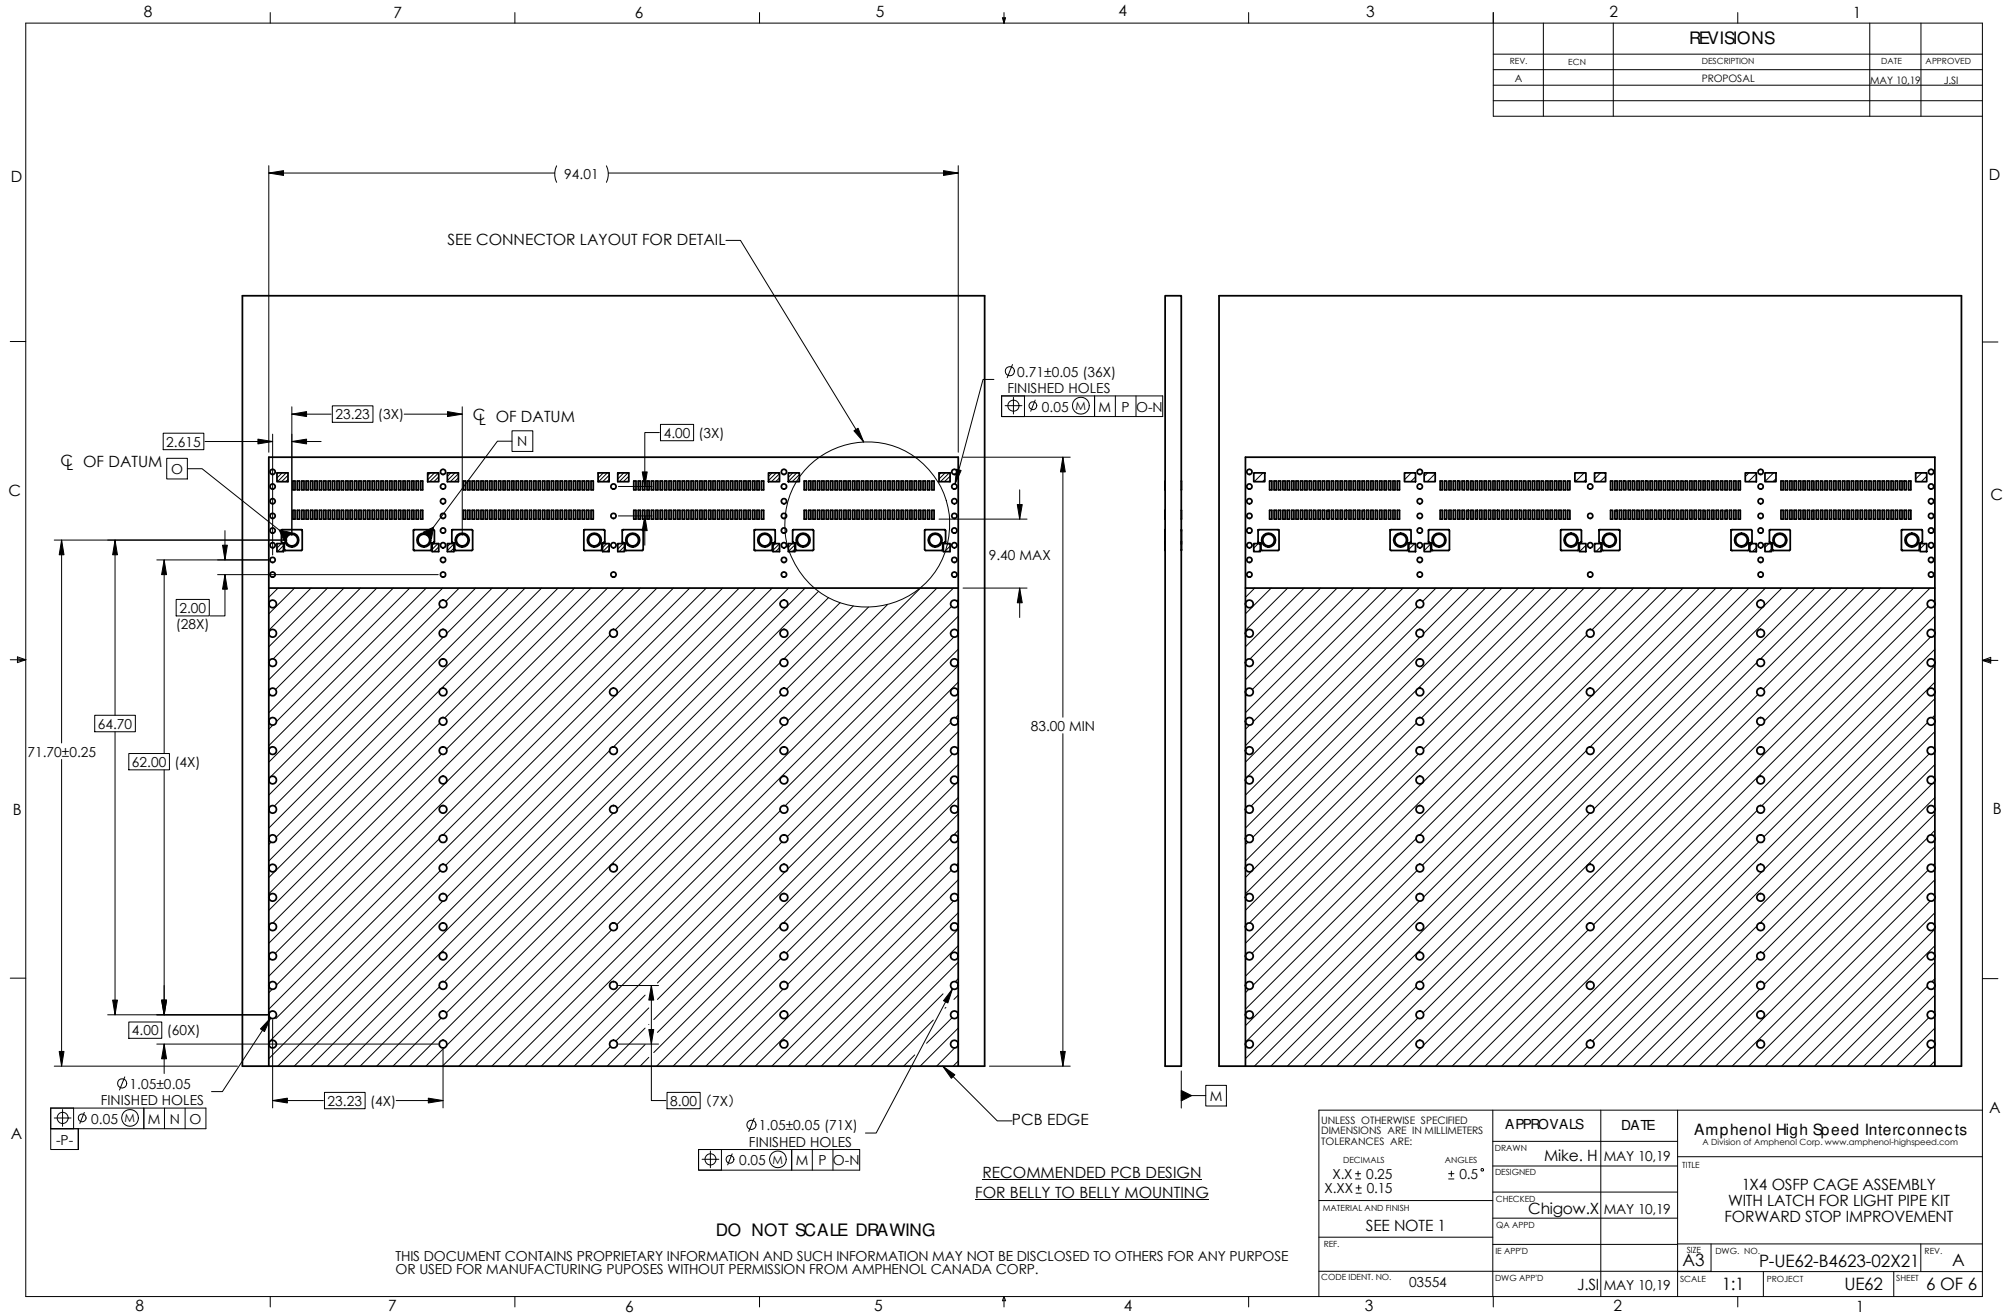 8 7 6 5 4 3 2 1
REVISIONS
REV. ECN DESCRIPTION DATE APPROVED
A PROPOSAL MAY 10,19 J.SI
D D
( 94.01 )
SEE CONNECTOR LAYOUT FOR DETAIL
Ø0.71±0.05 (36X)
FINISHED HOLES
⌖ Ø 0.05 Ⓜ M P O-N
23.23 (3X)
℄ OF DATUM
N
4.00 (3X)
2.615
℄ OF DATUM O
C C
9.40 MAX
2.00
(28X)
64.70
71.70±0.25
62.00 (4X)
83.00 MIN
B B
4.00 (60X)
Ø1.05±0.05
FINISHED HOLES
⌖ Ø 0.05 Ⓜ M N O
-P-
23.23 (4X)
8.00 (7X)
Ø1.05±0.05 (71X)
FINISHED HOLES
⌖ Ø 0.05 Ⓜ M P O-N
PCB EDGE
M
A A
RECOMMENDED PCB DESIGN
FOR BELLY TO BELLY MOUNTING
DO NOT SCALE DRAWING
THIS DOCUMENT CONTAINS PROPRIETARY INFORMATION AND SUCH INFORMATION MAY NOT BE DISCLOSED TO OTHERS FOR ANY PURPOSE
OR USED FOR MANUFACTURING PUPOSES WITHOUT PERMISSION FROM AMPHENOL CANADA CORP.
UNLESS OTHERWISE SPECIFIED
DIMENSIONS ARE IN MILLIMETERS
TOLERANCES ARE:
DECIMALS ANGLES
X.X ± 0.25 ± 0.5°
X.XX ± 0.15
MATERIAL AND FINISH
SEE NOTE 1
REF.
CODE IDENT. NO. 03554
APPROVALS DATE
DRAWN Mike. H MAY 10,19
DESIGNED
CHECKED Chigow.X MAY 10,19
QA APPD
IE APP'D
DWG APP'D J.SI MAY 10,19
Amphenol High Speed Interconnects
A Division of Amphenol Corp. www.amphenol-highspeed.com
TITLE
1X4 OSFP CAGE ASSEMBLY
WITH LATCH FOR LIGHT PIPE KIT
FORWARD STOP IMPROVEMENT
SIZE A3 DWG. NO. P-UE62-B4623-02X21 REV. A
SCALE 1:1 PROJECT UE62 SHEET 6 OF 6
8 7 6 5 4 3 2 1